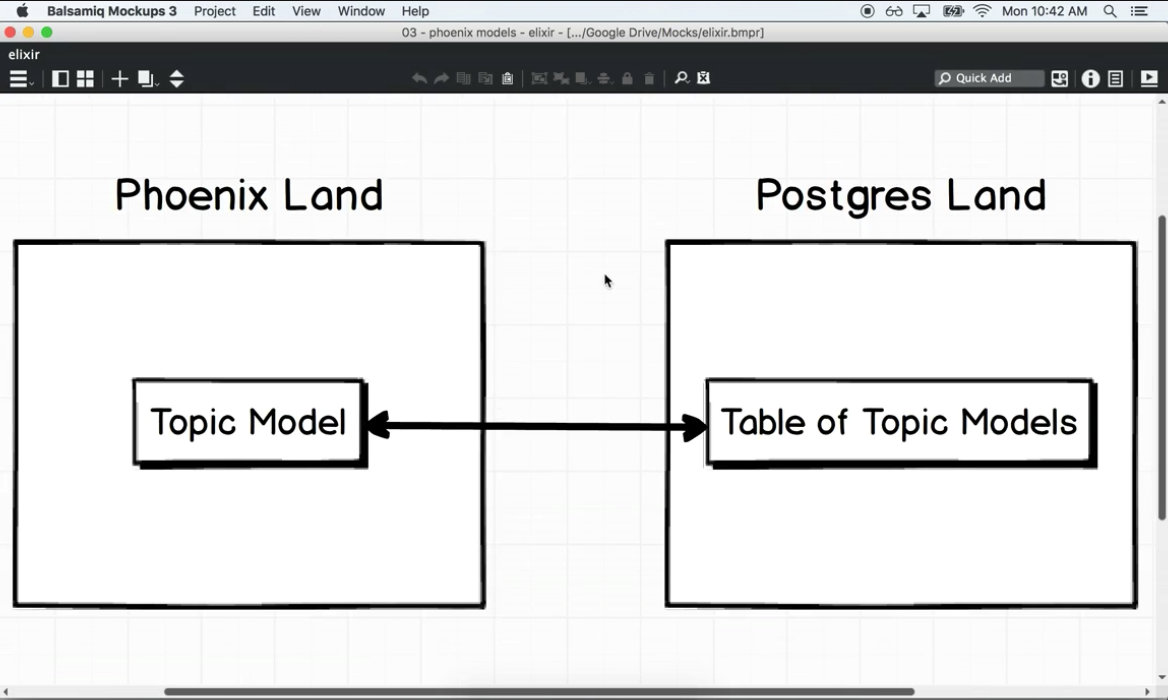 Balsamiq Mockups 3 Project Edit View Window Help Mon 10:42 AM
03 - phoenix models - elixir - [.../Google Drive/Mocks/elixir.bmpr]
elixir
Quick Add
Phoenix Land Postgres Land
Topic Model Table of Topic Models